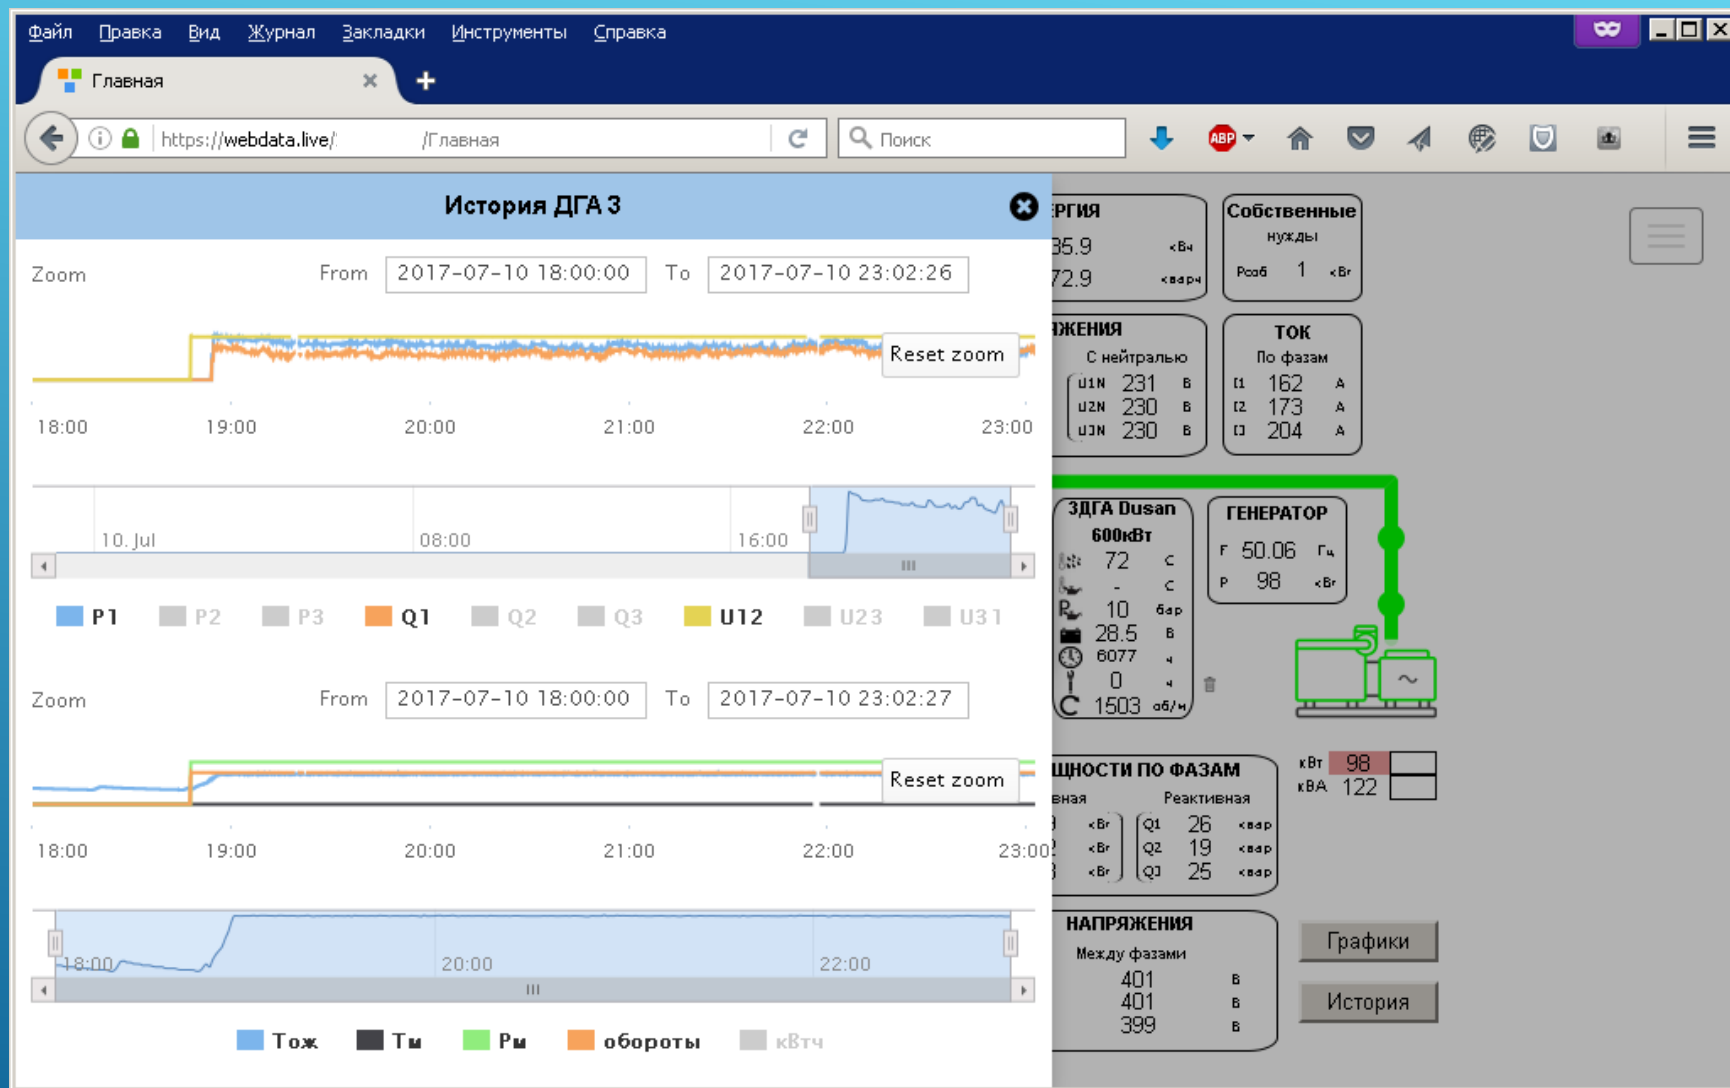 Файл Правка Вид Журнал Закладки Инструменты Справка
Главная
https://webdata.live/ /Главная
Поиск
ABP
История ДГА 3
Zoom From 2017-07-10 18:00:00 To 2017-07-10 23:02:26
Reset zoom
18:00 19:00 20:00 21:00 22:00 23:00
10. Jul 08:00 16:00
P1 P2 P3 Q1 Q2 Q3 U12 U23 U31
Zoom From 2017-07-10 18:00:00 To 2017-07-10 23:02:27
Reset zoom
18:00 19:00 20:00 21:00 22:00 23:00
18:00 20:00 22:00
Тож Тм Рм обороты кВтч
ЕРГИЯ
35.9 кВч
72.9 кварч
Собственные
нужды
Рсоб 1 кВт
ЯЖЕНИЯ
С нейтралью
U1N 231 В
U2N 230 В
U3N 230 В
ТОК
По фазам
I1 162 А
I2 173 А
I3 204 А
3ДГА Dusan
600кВт
72 С
- С
10 бар
28.5 В
6077 ч
0 ч
1503 об/м
ГЕНЕРАТОР
F 50.06 Гц
P 98 кВт
ЩНОСТИ ПО ФАЗАМ
вная Реактивная
кВт Q1 26 квар
кВт Q2 19 квар
кВт Q3 25 квар
кВт 98
кВА 122
НАПРЯЖЕНИЯ
Между фазами
401 В
401 В
399 В
Графики
История